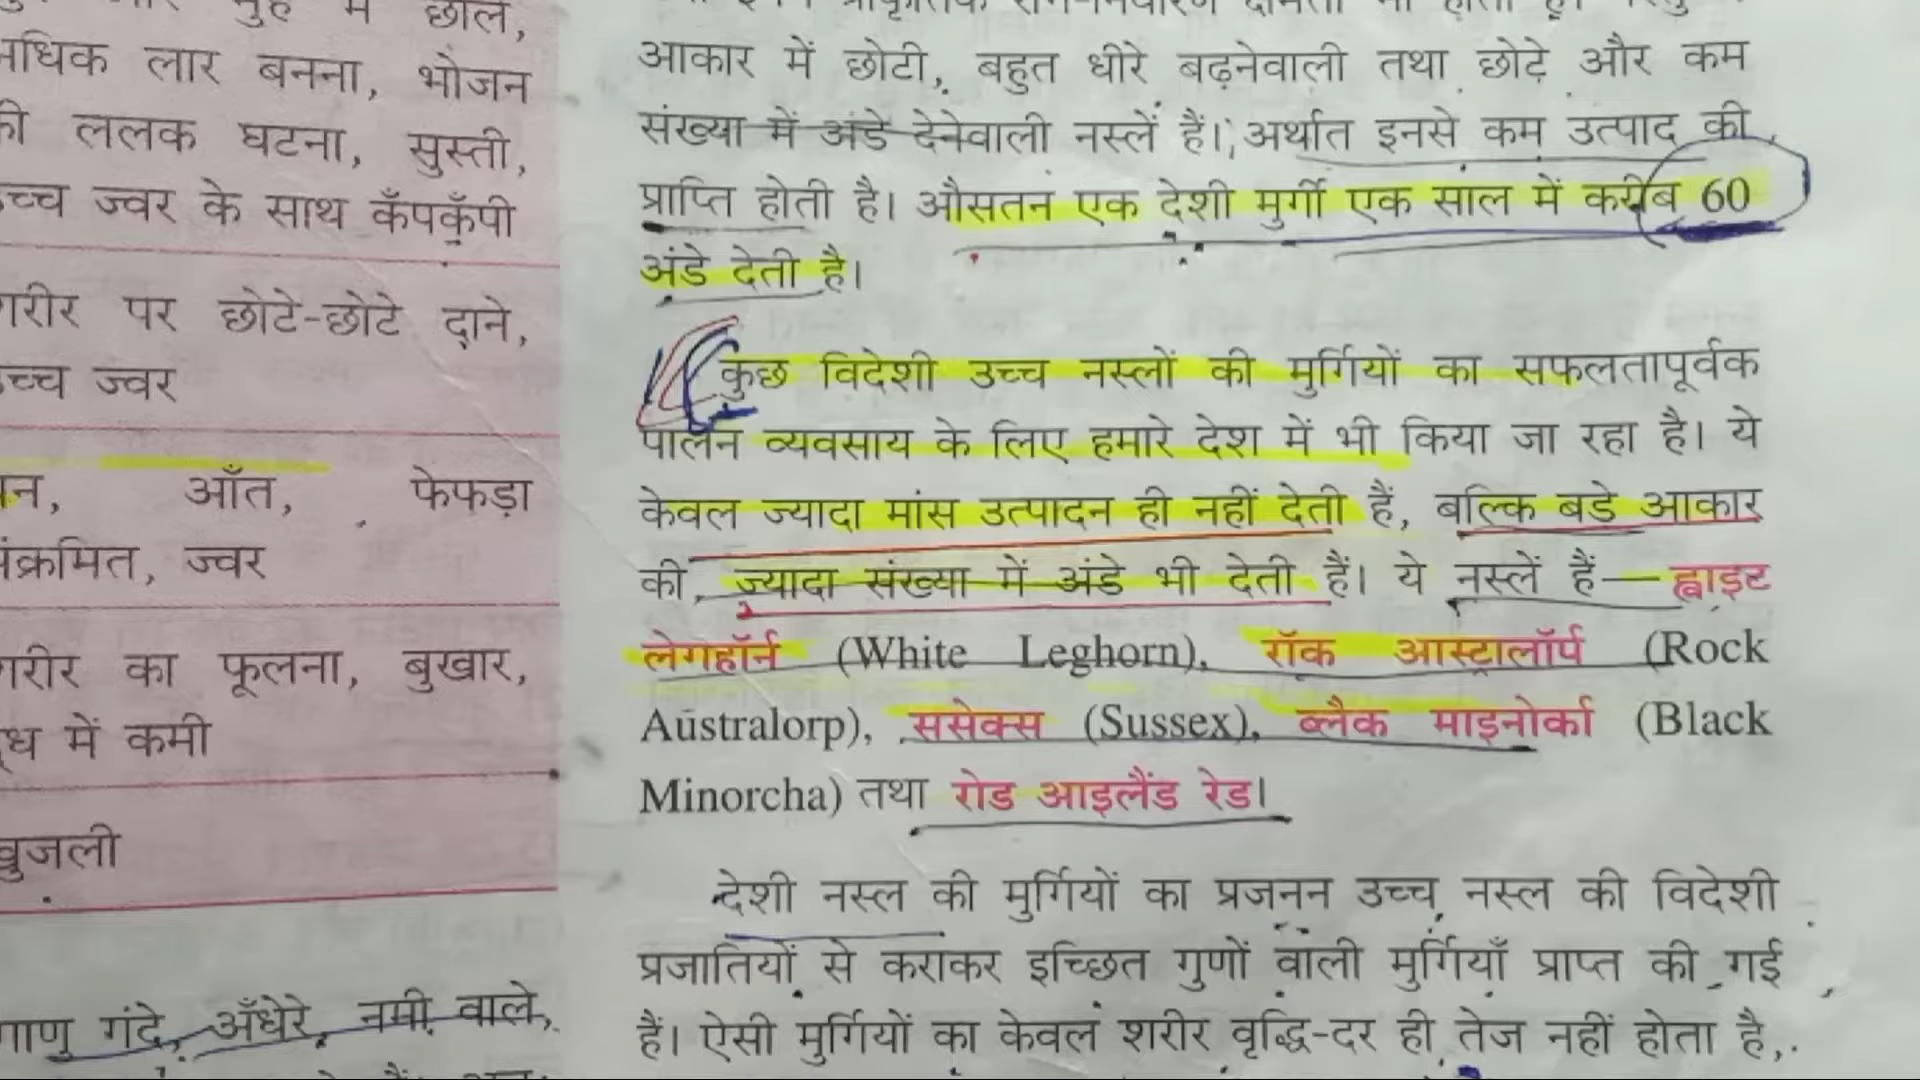 छाले,
अधिक लार बनना, भोजन
की ललक घटना, सुस्ती,
उच्च ज्वर के साथ कँपकँपी
शरीर पर छोटे-छोटे दाने,
उच्च ज्वर
आँत, फेफड़ा
संक्रमित, ज्वर
शरीर का फूलना, बुखार,
दूध में कमी
खुजली
गंदे, अँधेरे, नमी वाले,
आकार में छोटी, बहुत धीरे बढ़नेवाली तथा छोटे और कम
संख्या में अंडे देनेवाली नस्लें हैं। अर्थात इनसे कम उत्पाद की
प्राप्ति होती है। औसतन एक देशी मुर्गी एक साल में करीब 60
अंडे देती है।
कुछ विदेशी उच्च नस्लों की मुर्गियों का सफलतापूर्वक
पालन व्यवसाय के लिए हमारे देश में भी किया जा रहा है। ये
केवल ज्यादा मांस उत्पादन ही नहीं देती हैं, बल्कि बडे आकार
की, ज्यादा संख्या में अंडे भी देती हैं। ये नस्लें हैं— ह्वाइट
लेगहॉर्न (White Leghorn), रॉक आस्ट्रालॉर्प (Rock
Australorp), ससेक्स (Sussex), ब्लैक माइनोर्का (Black
Minorcha) तथा रोड आइलैंड रेड।
देशी नस्ल की मुर्गियों का प्रजनन उच्च नस्ल की विदेशी
प्रजातियों से कराकर इच्छित गुणों वाली मुर्गियाँ प्राप्त की गई
हैं। ऐसी मुर्गियों का केवल शरीर वृद्धि-दर ही तेज नहीं होता है,